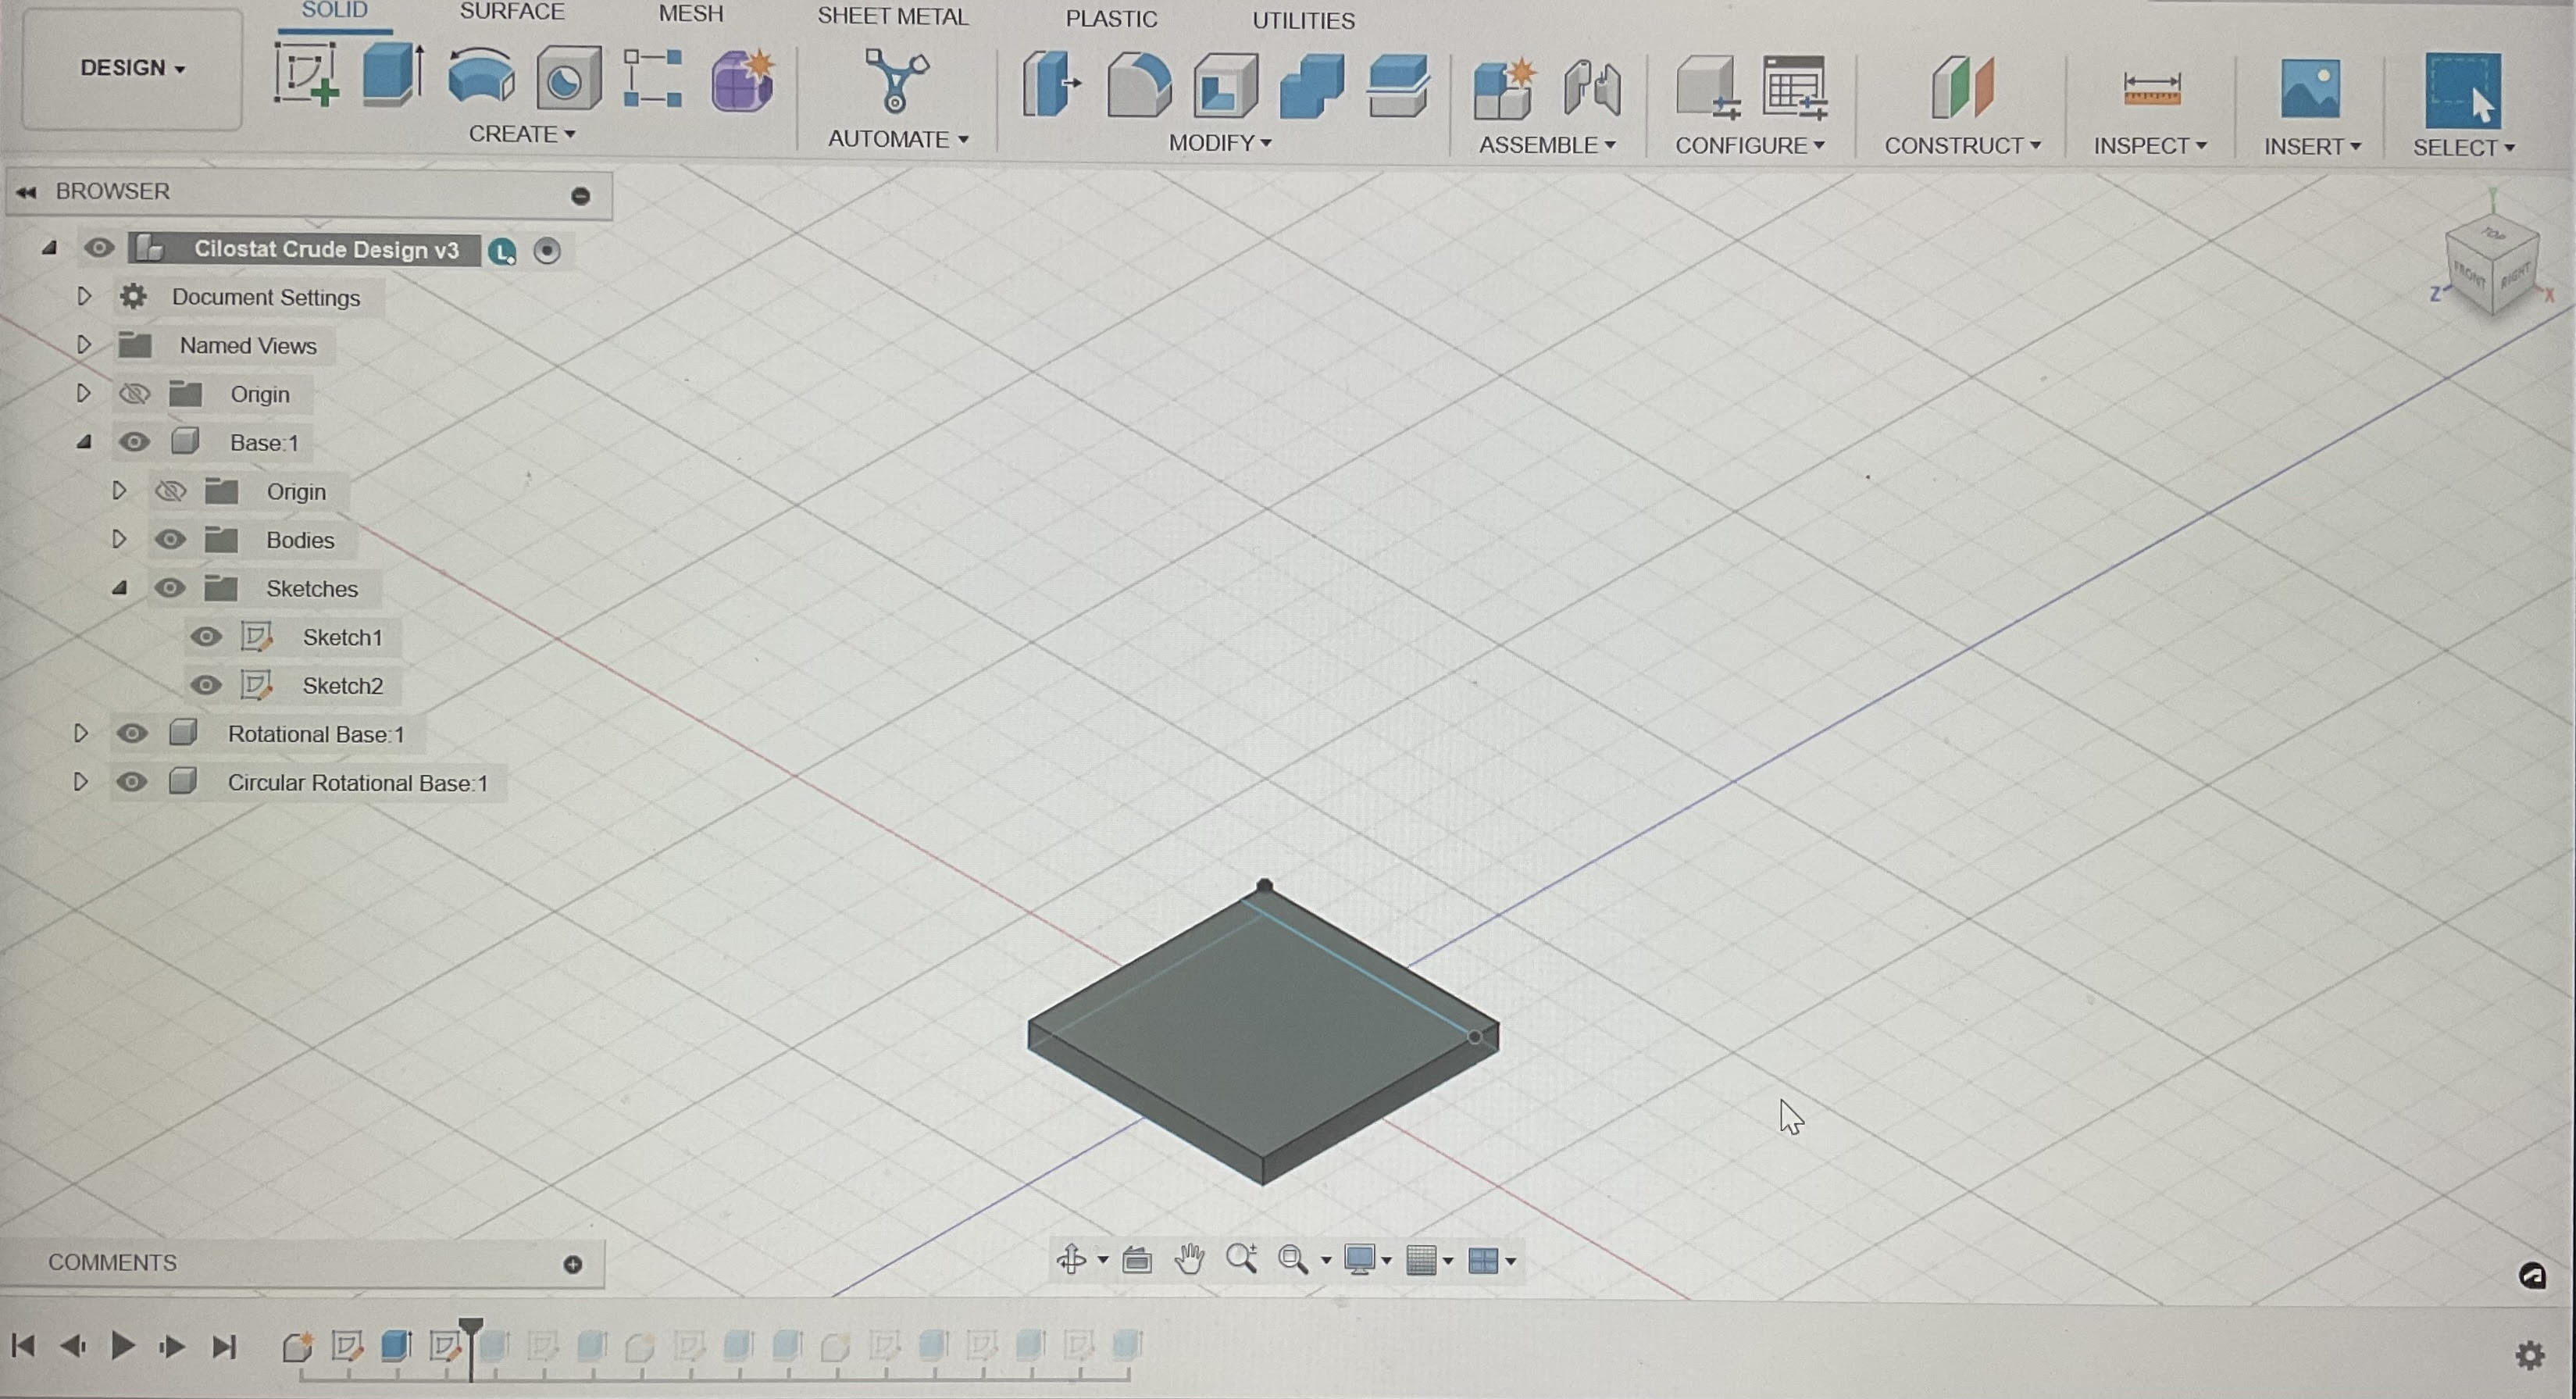 SOLID SURFACE MESH SHEET METAL PLASTIC UTILITIES
DESIGN
CREATE AUTOMATE MODIFY ASSEMBLE CONFIGURE CONSTRUCT INSPECT INSERT SELECT
BROWSER
Cilostat Crude Design v3 L
Document Settings
Named Views
Origin
Base:1
Origin
Bodies
Sketches
Sketch1
Sketch2
Rotational Base:1
Circular Rotational Base:1
Y
TOP
FRONT RIGHT
Z X
COMMENTS